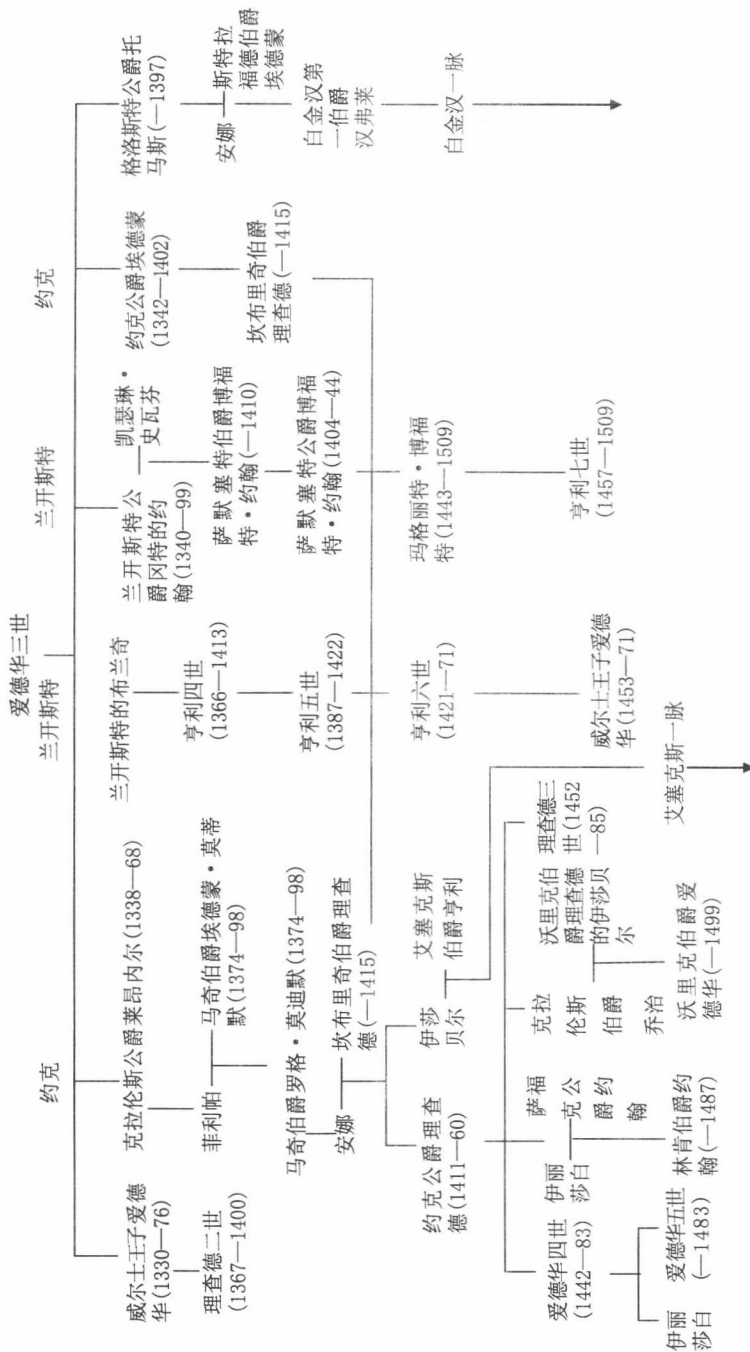 爱德华三世
约克
兰开斯特
兰开斯特
约克
威尔士王子爱德
华(1330—76)
理查德二世
(1367—1400)
克拉伦斯公爵莱昂内尔(1338—68)
菲利帕
马奇伯爵埃德蒙·莫蒂
默(1374—98)
马奇伯爵罗格·莫迪默(1374—98)
安娜
坎布里奇伯爵理查
德(—1415)
约克公爵理查
德(1411—60)
伊莎
贝尔
艾塞克斯
伯爵亨利
爱德华四世
(1442—83)
伊丽
莎白
爱德华五世
(—1483)
伊丽
莎白
萨福
克公
爵约
翰
林肯伯爵约
翰(—1487)
克拉
伦斯
伯爵
乔治
沃里克伯
爵理查德
的伊莎贝
尔
沃里克伯爵爱
德华(—1499)
理查德三
世(1452
—85)
艾塞克斯一脉
兰开斯特的布兰奇
亨利四世
(1366—1413)
亨利五世
(1387—1422)
亨利六世
(1421—71)
威尔士王子爱德
华(1453—71)
兰开斯特公
爵冈特的约
翰(1340—99)
凯瑟琳·
史瓦芬
萨默塞特伯爵博福
特·约翰(—1410)
萨默塞特公爵博福
特·约翰(1404—44)
玛格丽特·博福
特(1443—1509)
亨利七世
(1457—1509)
约克公爵埃德蒙
(1342—1402)
坎布里奇伯爵
理查德(—1415)
格洛斯特公爵托
马斯(—1397)
安娜
斯特拉
福德伯爵
埃德蒙
白金汉第
一伯爵
汉弗莱
白金汉一脉